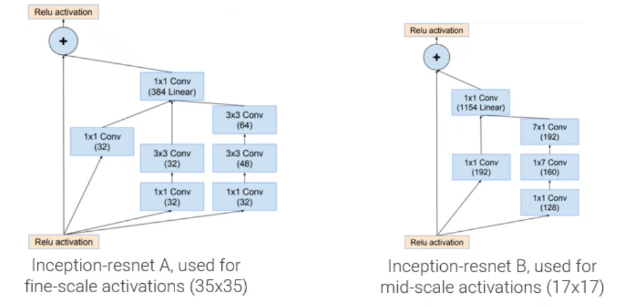 Relu activation
+
1x1 Conv
(384 Linear)
3x3 Conv
(64)
1x1 Conv
(32)
3x3 Conv
(32)
3x3 Conv
(48)
1x1 Conv
(32)
1x1 Conv
(32)
Relu activation
Inception-resnet A, used for
fine-scale activations (35x35)
Relu activation
+
1x1 Conv
(1154 Linear)
7x1 Conv
(192)
1x1 Conv
(192)
1x7 Conv
(160)
1x1 Conv
(128)
Relu activation
Inception-resnet B, used for
mid-scale activations (17x17)